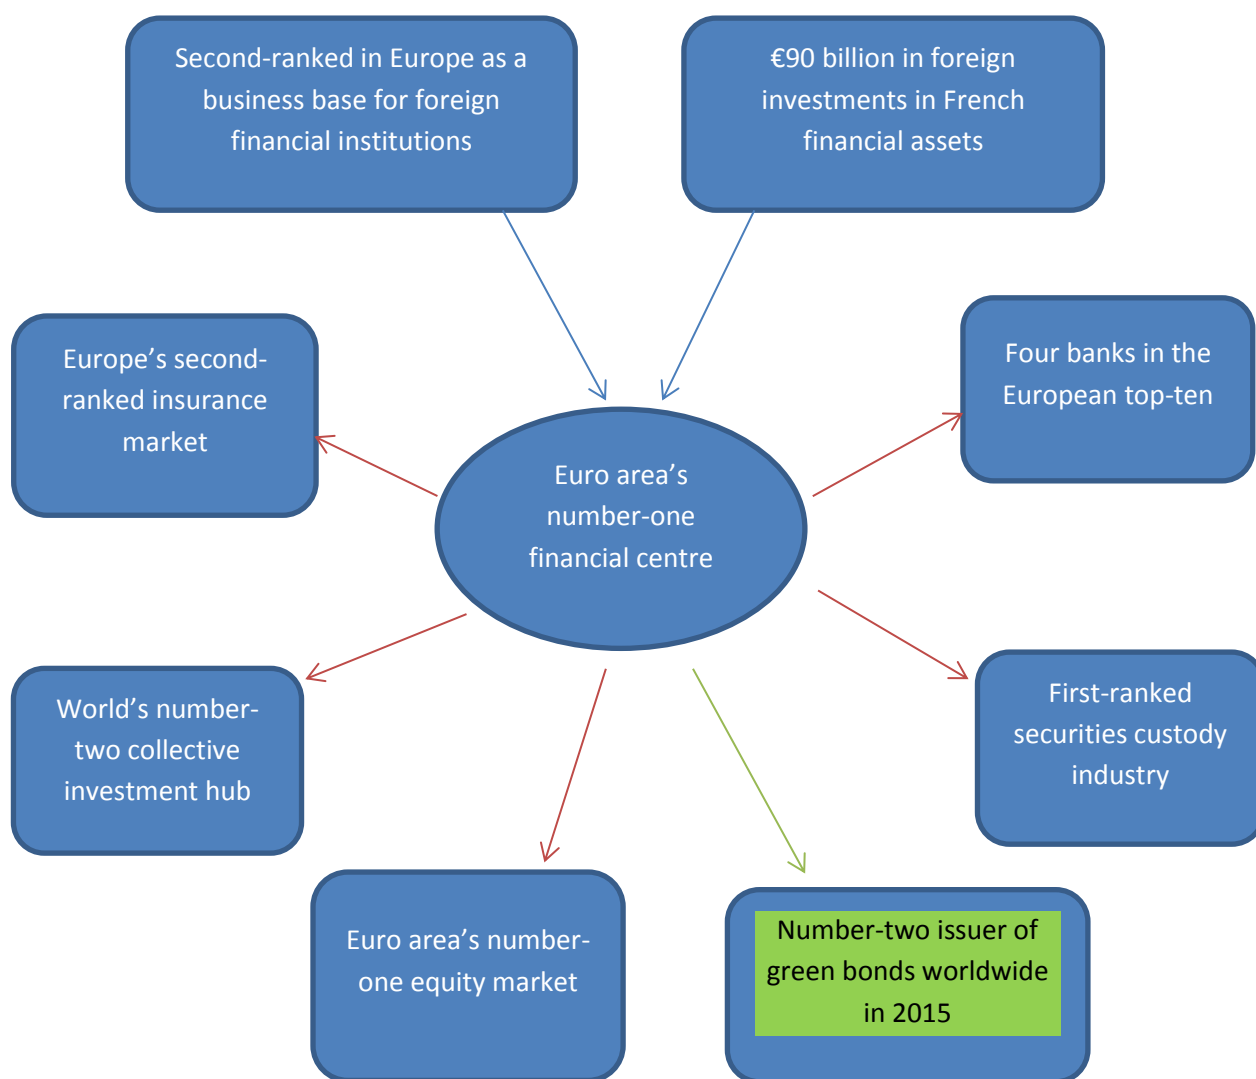 Second-ranked in Europe as a
business base for foreign
financial institutions
€90 billion in foreign
investments in French
financial assets
Europe’s second-
ranked insurance
market
Four banks in the
European top-ten
Euro area’s
number-one
financial centre
World’s number-
two collective
investment hub
First-ranked
securities custody
industry
Euro area’s number-
one equity market
Number-two issuer of
green bonds worldwide
in 2015